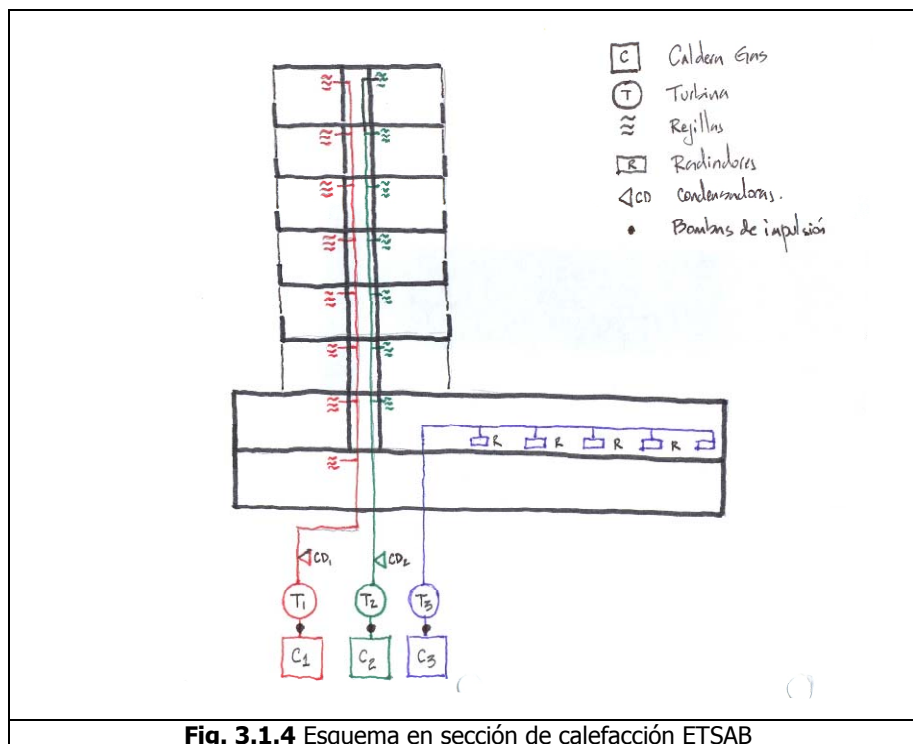 C Caldera Gas
T Turbina
Rejillas
R Radiadores
CD Condensadoras.
Bombas de impulsión
R R R R
CD1 CD2
T1 T2 T3
C1 C2 C3
Fig. 3.1.4 Esquema en sección de calefacción ETSAB